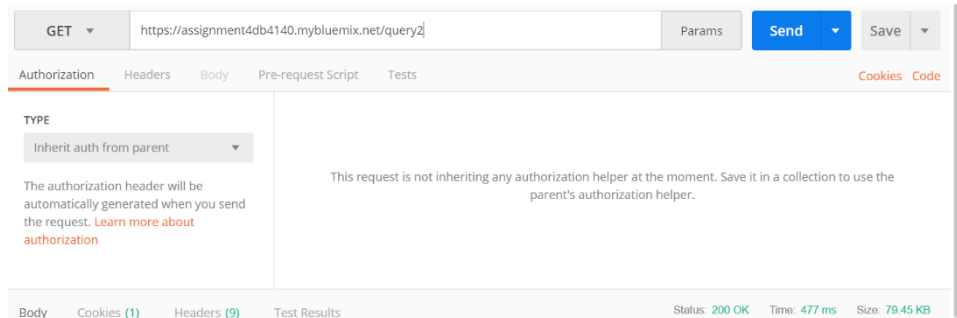 GET https://assignment4db4140.mybluemix.net/query2 Params Send Save
Authorization Headers Body Pre-request Script Tests Cookies Code
TYPE
Inherit auth from parent
The authorization header will be
automatically generated when you send
the request. Learn more about
authorization
This request is not inheriting any authorization helper at the moment. Save it in a collection to use the
parent's authorization helper.
Body Cookies (1) Headers (9) Test Results Status: 200 OK Time: 477 ms Size: 79.45 KB